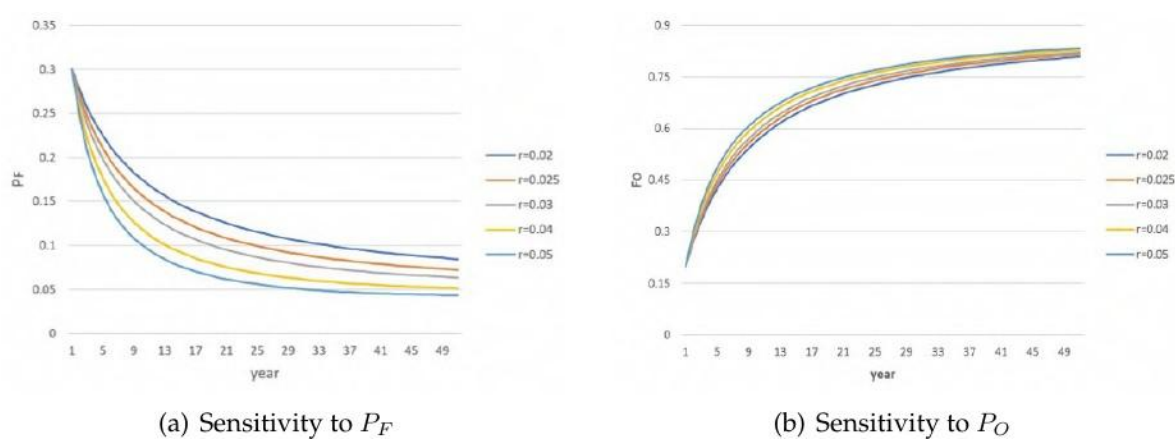 0.35
0.3
0.25
0.2
0.15
0.1
0.05
0
PF
1 5 9 13 17 21 25 29 33 37 41 45 49
year
r=0.02
r=0.025
r=0.03
r=0.04
r=0.05
(a) Sensitivity to P_F
0.9
0.75
0.6
0.45
0.3
0.15
0
FO
1 5 9 13 17 21 25 29 33 37 41 45 49
year
r=0.02
r=0.025
r=0.03
r=0.04
r=0.05
(b) Sensitivity to P_O